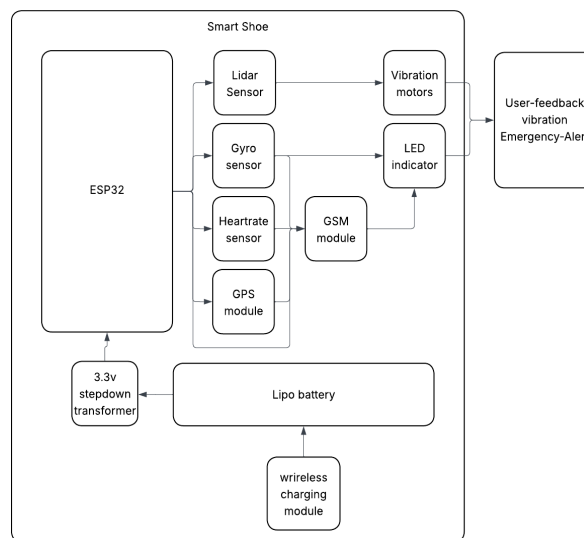 Smart Shoe
ESP32
Lidar
Sensor
Vibration
motors
User-feedback
vibration
Emergency-Aler
Gyro
sensor
LED
indicator
Heartrate
sensor
GSM
module
GPS
module
3.3v
stepdown
transformer
Lipo battery
wrireless
charging
module